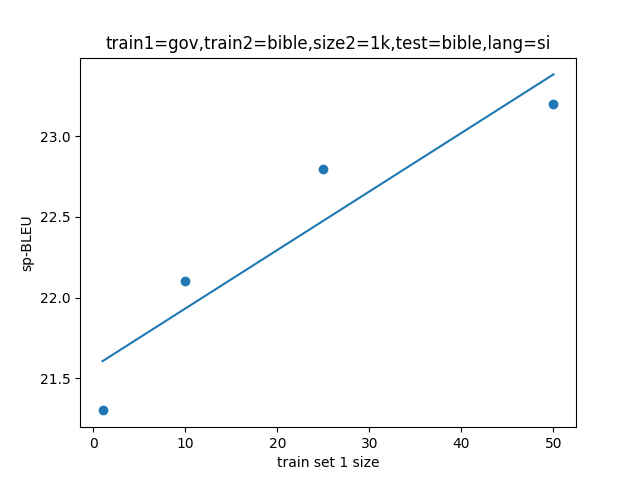 train1=gov,train2=bible,size2=1k,test=bible,lang=si
sp-BLEU
23.0
22.5
22.0
21.5
0 10 20 30 40 50
train set 1 size